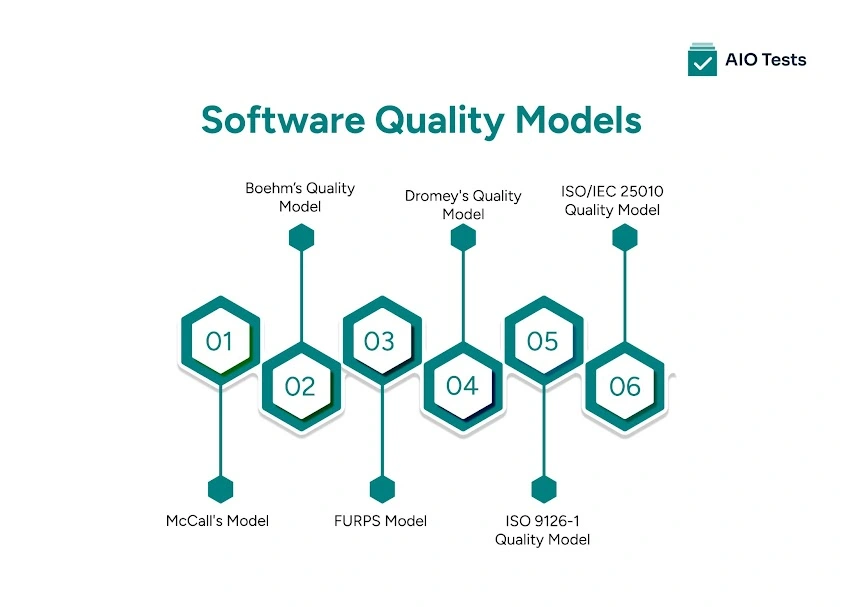 AIO Tests
Software Quality Models
Boehm’s Quality
Model
Dromey's Quality
Model
ISO/IEC 25010
Quality Model
01
02
03
04
05
06
McCall's Model
FURPS Model
ISO 9126-1
Quality Model